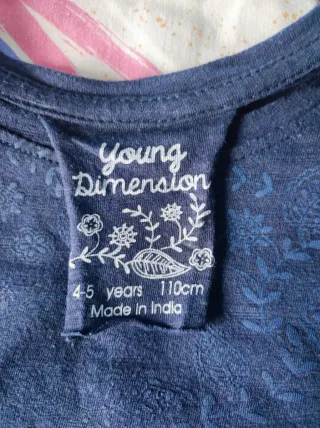 Young
Dimension
4-5 years 110cm
Made in India